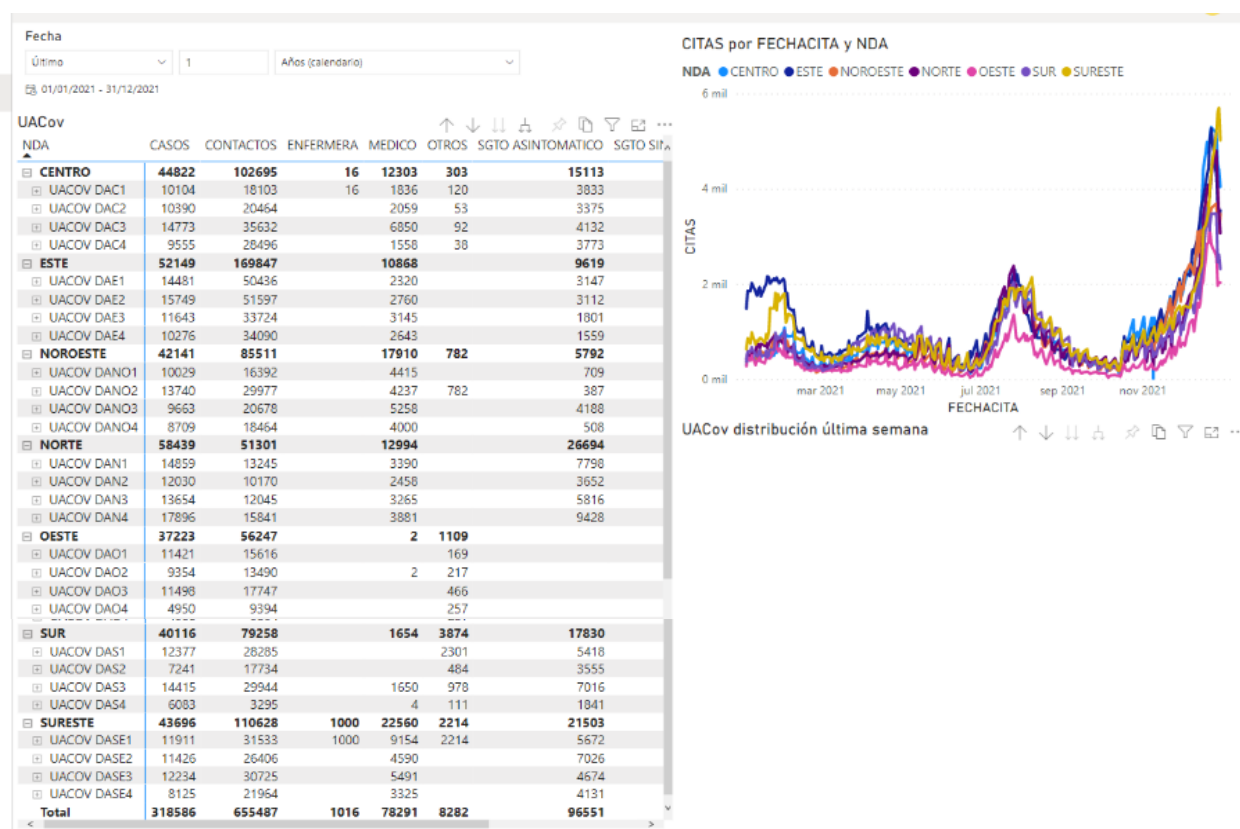 Fecha
Último 1 Años (calendario)
01/01/2021 - 31/12/2021
UACov
NDA CASOS CONTACTOS ENFERMERA MEDICO OTROS SGTO ASINTOMATICO SGTO
CENTRO 44822 102695 16 12303 303 15113
UACOV DAC1 10104 18103 16 1836 120 3833
UACOV DAC2 10390 20464 2059 53 3375
UACOV DAC3 14773 35632 6850 92 4132
UACOV DAC4 9555 28496 1558 38 3773
ESTE 52149 169847 10868 9619
UACOV DAE1 14481 50436 2320 3147
UACOV DAE2 15749 51597 2760 3112
UACOV DAE3 11643 33724 3145 1801
UACOV DAE4 10276 34090 2643 1559
NOROESTE 42141 85511 17910 782 5792
UACOV DANO1 10029 16392 4415 709
UACOV DANO2 13740 29977 4237 782 387
UACOV DANO3 9663 20678 5258 4188
UACOV DANO4 8709 18464 4000 508
NORTE 58439 51301 12994 26694
UACOV DAN1 14859 13245 3390 7798
UACOV DAN2 12030 10170 2458 3652
UACOV DAN3 13654 12045 3265 5816
UACOV DAN4 17896 15841 3881 9428
OESTE 37223 56247 2 1109
UACOV DAO1 11421 15616 169
UACOV DAO2 9354 13490 2 217
UACOV DAO3 11498 17747 466
UACOV DAO4 4950 9394 257
SUR 40116 79258 1654 3874 17830
UACOV DAS1 12377 28285 2301 5418
UACOV DAS2 7241 17734 484 3555
UACOV DAS3 14415 29944 1650 978 7016
UACOV DAS4 6083 3295 4 111 1841
SURESTE 43696 110628 1000 22560 2214 21503
UACOV DASE1 11911 31533 1000 9154 2214 5672
UACOV DASE2 11426 26406 4590 7026
UACOV DASE3 12234 30725 5491 4674
UACOV DASE4 8125 21964 3325 4131
Total 318586 655487 1016 78291 8282 96551
CITAS por FECHACITA y NDA
NDA CENTRO ESTE NOROESTE NORTE OESTE SUR SURESTE
6 mil
4 mil
2 mil
0 mil
CITAS
mar 2021 may 2021 jul 2021 sep 2021 nov 2021
FECHACITA
UACov distribución última semana